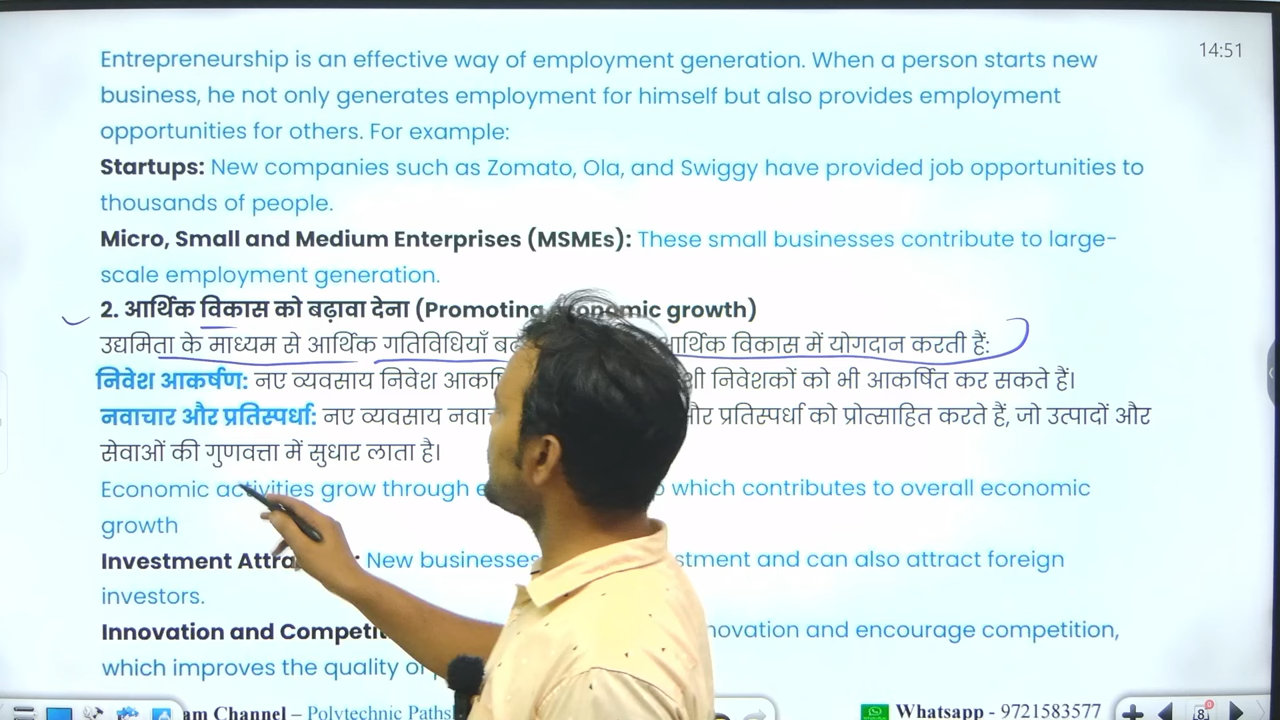 14:51
Entrepreneurship is an effective way of employment generation. When a person starts new
business, he not only generates employment for himself but also provides employment
opportunities for others. For example:
Startups: New companies such as Zomato, Ola, and Swiggy have provided job opportunities to
thousands of people.
Micro, Small and Medium Enterprises (MSMEs): These small businesses contribute to large-
scale employment generation.
2. आर्थिक विकास को बढ़ावा देना (Promoting economic growth)
उद्यमिता के माध्यम से आर्थिक गतिविधियाँ आर्थिक विकास में योगदान करती हैं:
निवेश आकर्षण: नए व्यवसाय निवेश निवेशकों को भी आकर्षित कर सकते हैं।
नवाचार और प्रतिस्पर्धा: नए व्यवसाय और प्रतिस्पर्धा को प्रोत्साहित करते हैं, जो उत्पादों और
सेवाओं की गुणवत्ता में सुधार लाता है।
Economic activities grow through which contributes to overall economic
growth
Investment New businesses and can also attract foreign
investors.
Innovation and and encourage competition,
which improves the quality
Channel – Polytechnic Whatsapp - 9721583577
8